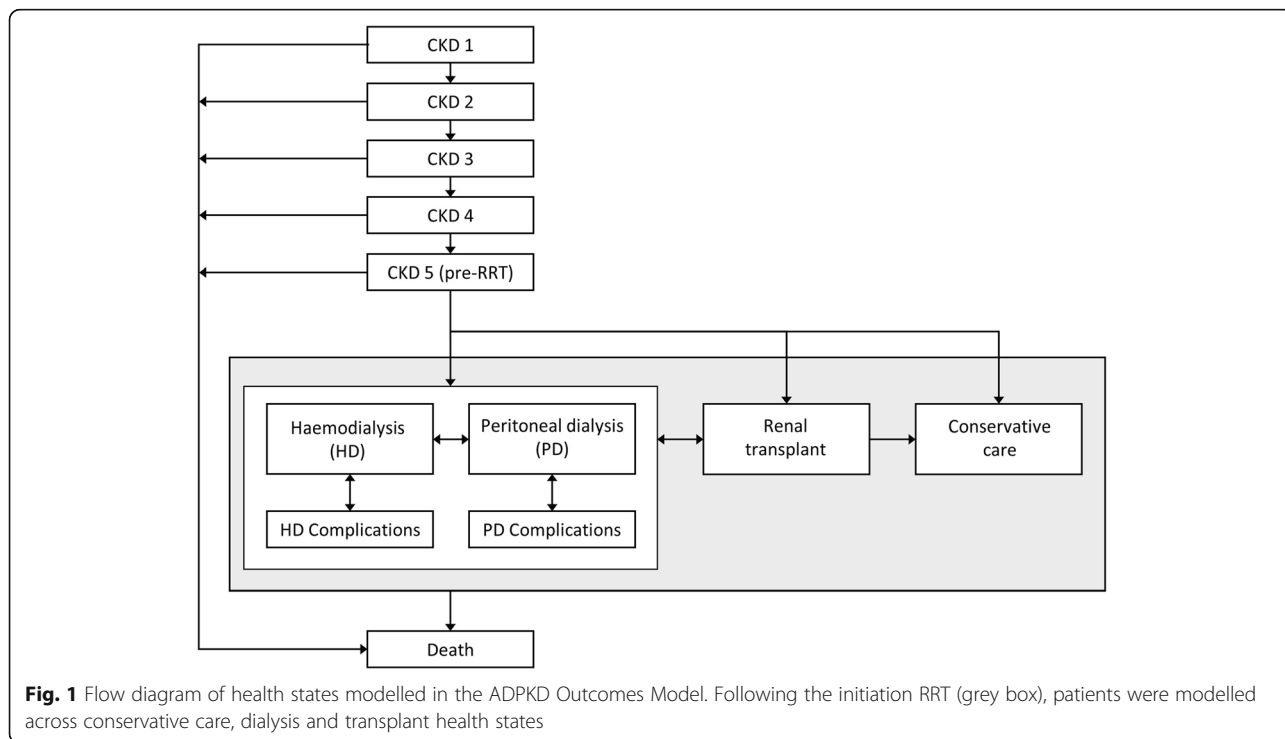 CKD 1
CKD 2
CKD 3
CKD 4
CKD 5 (pre-RRT)
Haemodialysis
(HD)
Peritoneal dialysis
(PD)
Renal
transplant
Conservative
care
HD Complications
PD Complications
Death
Fig. 1 Flow diagram of health states modelled in the ADPKD Outcomes Model. Following the initiation RRT (grey box), patients were modelled
across conservative care, dialysis and transplant health states